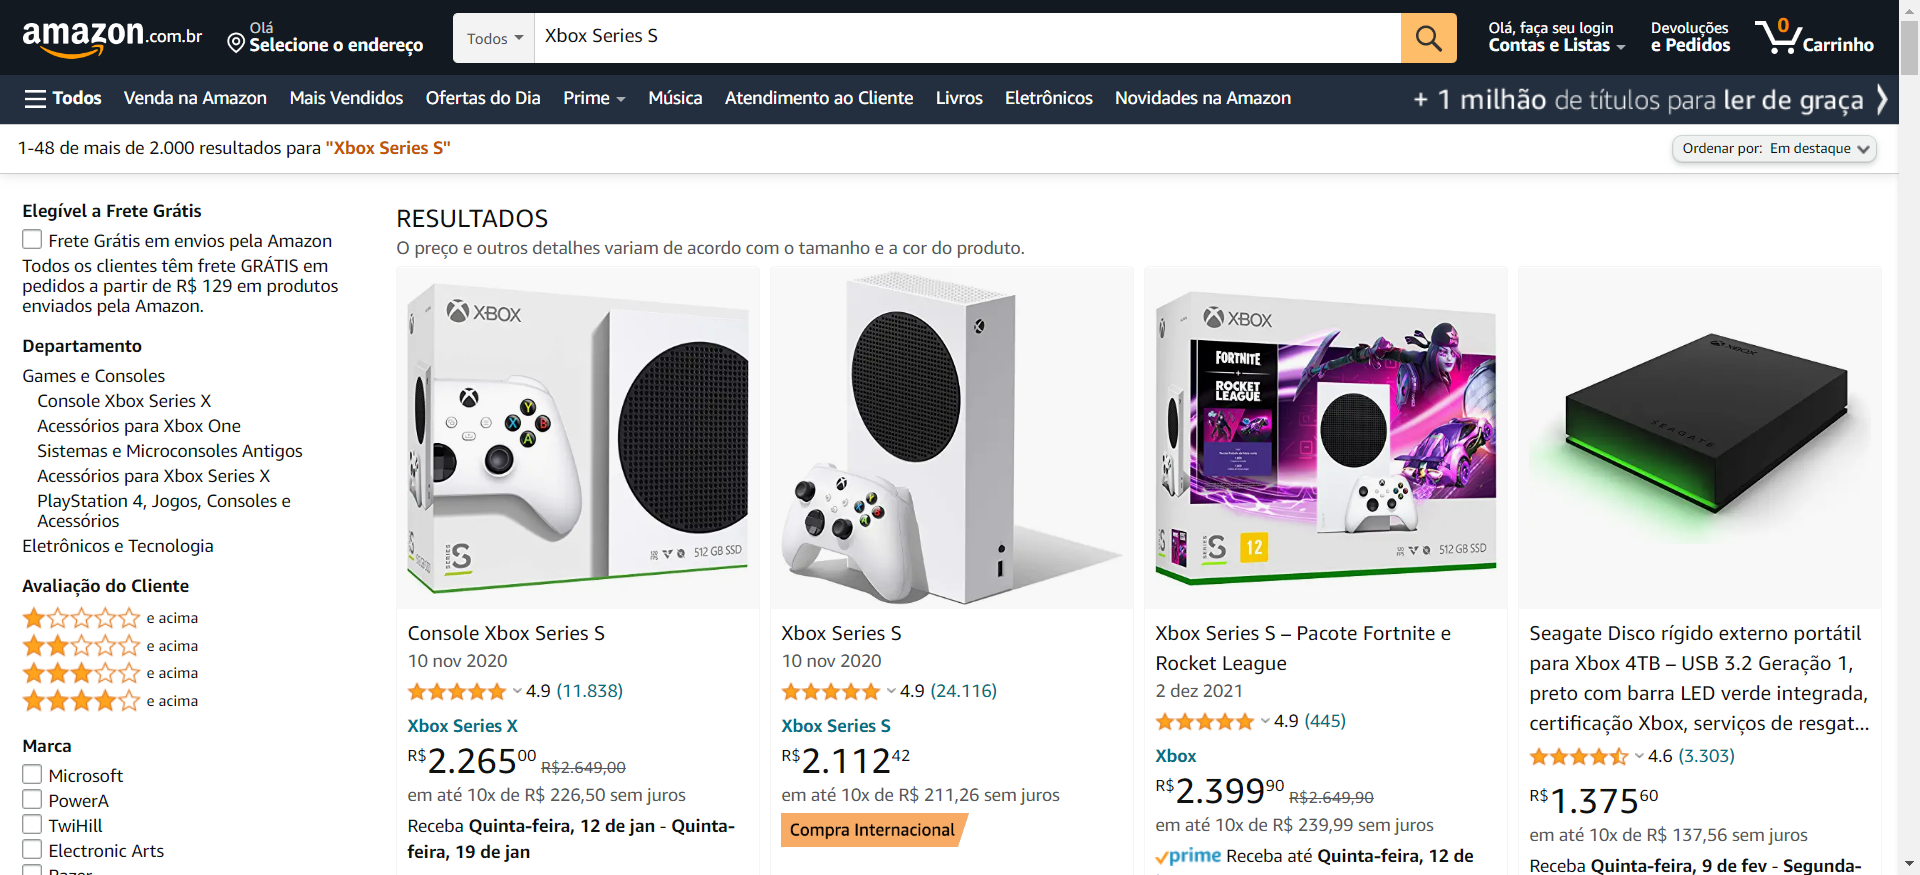 amazon.com.br
Olá
Selecione o endereço
Todos
Xbox Series S
Olá, faça seu login
Contas e Listas
Devoluções
e Pedidos
0
Carrinho
Todos
Venda na Amazon
Mais Vendidos
Ofertas do Dia
Prime
Música
Atendimento ao Cliente
Livros
Eletrônicos
Novidades na Amazon
+ 1 milhão de títulos para ler de graça
1-48 de mais de 2.000 resultados para "Xbox Series S"
Ordenar por: Em destaque
Elegível a Frete Grátis
Frete Grátis em envios pela Amazon
Todos os clientes têm frete GRÁTIS em
pedidos a partir de R$ 129 em produtos
enviados pela Amazon.
Departamento
Games e Consoles
Console Xbox Series X
Acessórios para Xbox One
Sistemas e Microconsoles Antigos
Acessórios para Xbox Series X
PlayStation 4, Jogos, Consoles e
Acessórios
Eletrônicos e Tecnologia
Avaliação do Cliente
e acima
e acima
e acima
e acima
Marca
Microsoft
PowerA
TwiHill
Electronic Arts
Razer
RESULTADOS
O preço e outros detalhes variam de acordo com o tamanho e a cor do produto.
XBOX
Y
X
B
A
SERIES S
512 GB SSD
Console Xbox Series S
10 nov 2020
4.9 (11.838)
Xbox Series X
R$2.26500 R$2.649,00
em até 10x de R$ 226,50 sem juros
Receba Quinta-feira, 12 de jan - Quinta-
feira, 19 de jan
Xbox Series S
10 nov 2020
4.9 (24.116)
Xbox Series S
R$2.11242
em até 10x de R$ 211,26 sem juros
Compra Internacional
XBOX
FORTNITE
+
ROCKET
LEAGUE
SERIES S
12
512 GB SSD
Xbox Series S – Pacote Fortnite e
Rocket League
2 dez 2021
4.9 (445)
Xbox
R$2.39990 R$2.649,90
em até 10x de R$ 239,99 sem juros
prime Receba até Quinta-feira, 12 de
XBOX
SEAGATE
Seagate Disco rígido externo portátil
para Xbox 4TB – USB 3.2 Geração 1,
preto com barra LED verde integrada,
certificação Xbox, serviços de resgat...
4.6 (3.303)
R$1.37560
em até 10x de R$ 137,56 sem juros
Receba Quinta-feira, 9 de fev - Segunda-